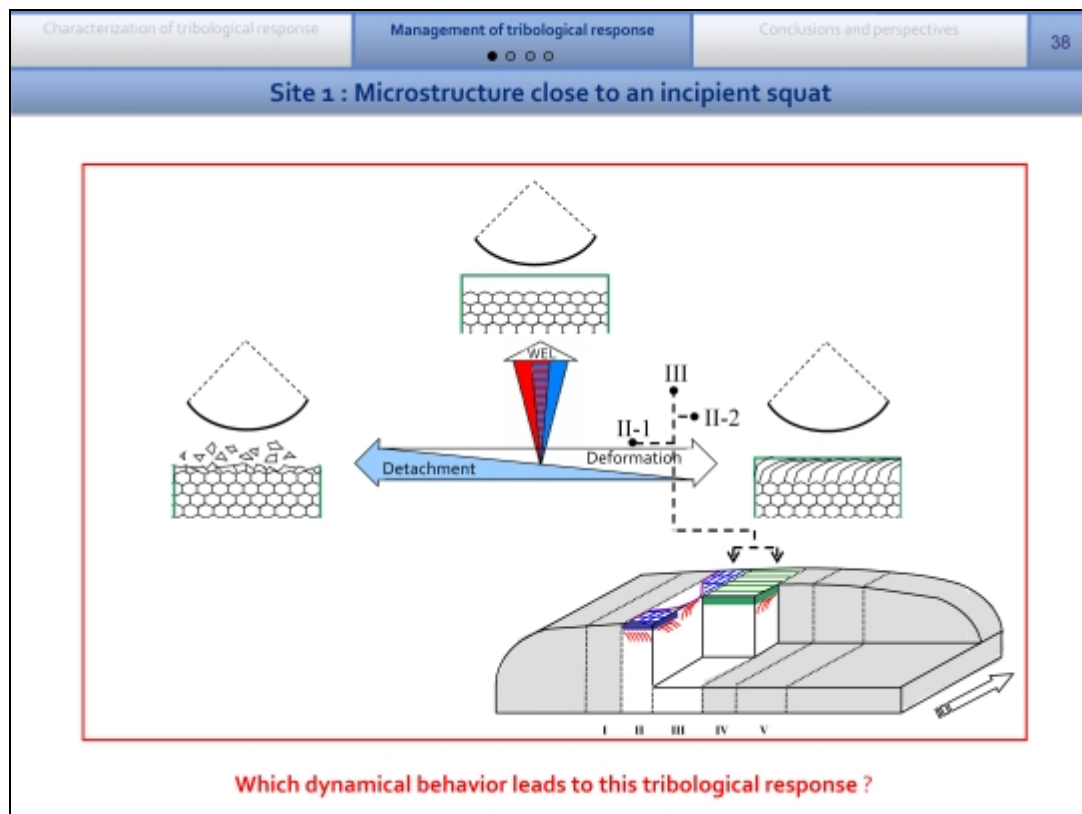 Characterization of tribological response
Management of tribological response
Conclusions and perspectives
38
Site 1 : Microstructure close to an incipient squat
WEL
III
II-1
II-2
Detachment
Deformation
I II III IV V
Which dynamical behavior leads to this tribological response ?